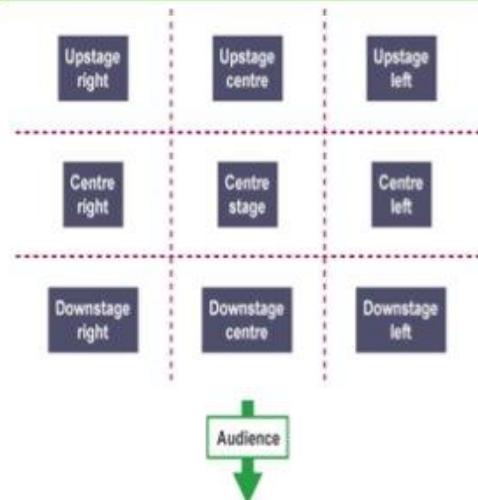 Upstage
right
Upstage
centre
Upstage
left
Centre
right
Centre
stage
Centre
left
Downstage
right
Downstage
centre
Downstage
left
Audience